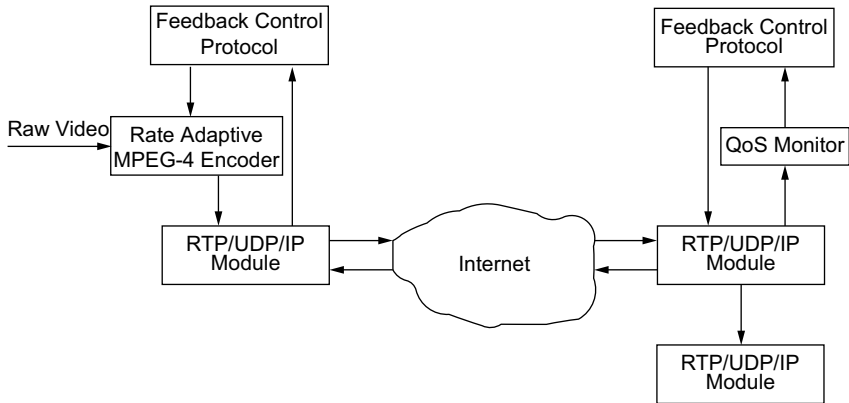 Feedback Control
Protocol
Feedback Control
Protocol
Raw Video
Rate Adaptive
MPEG-4 Encoder
QoS Monitor
RTP/UDP/IP
Module
Internet
RTP/UDP/IP
Module
RTP/UDP/IP
Module